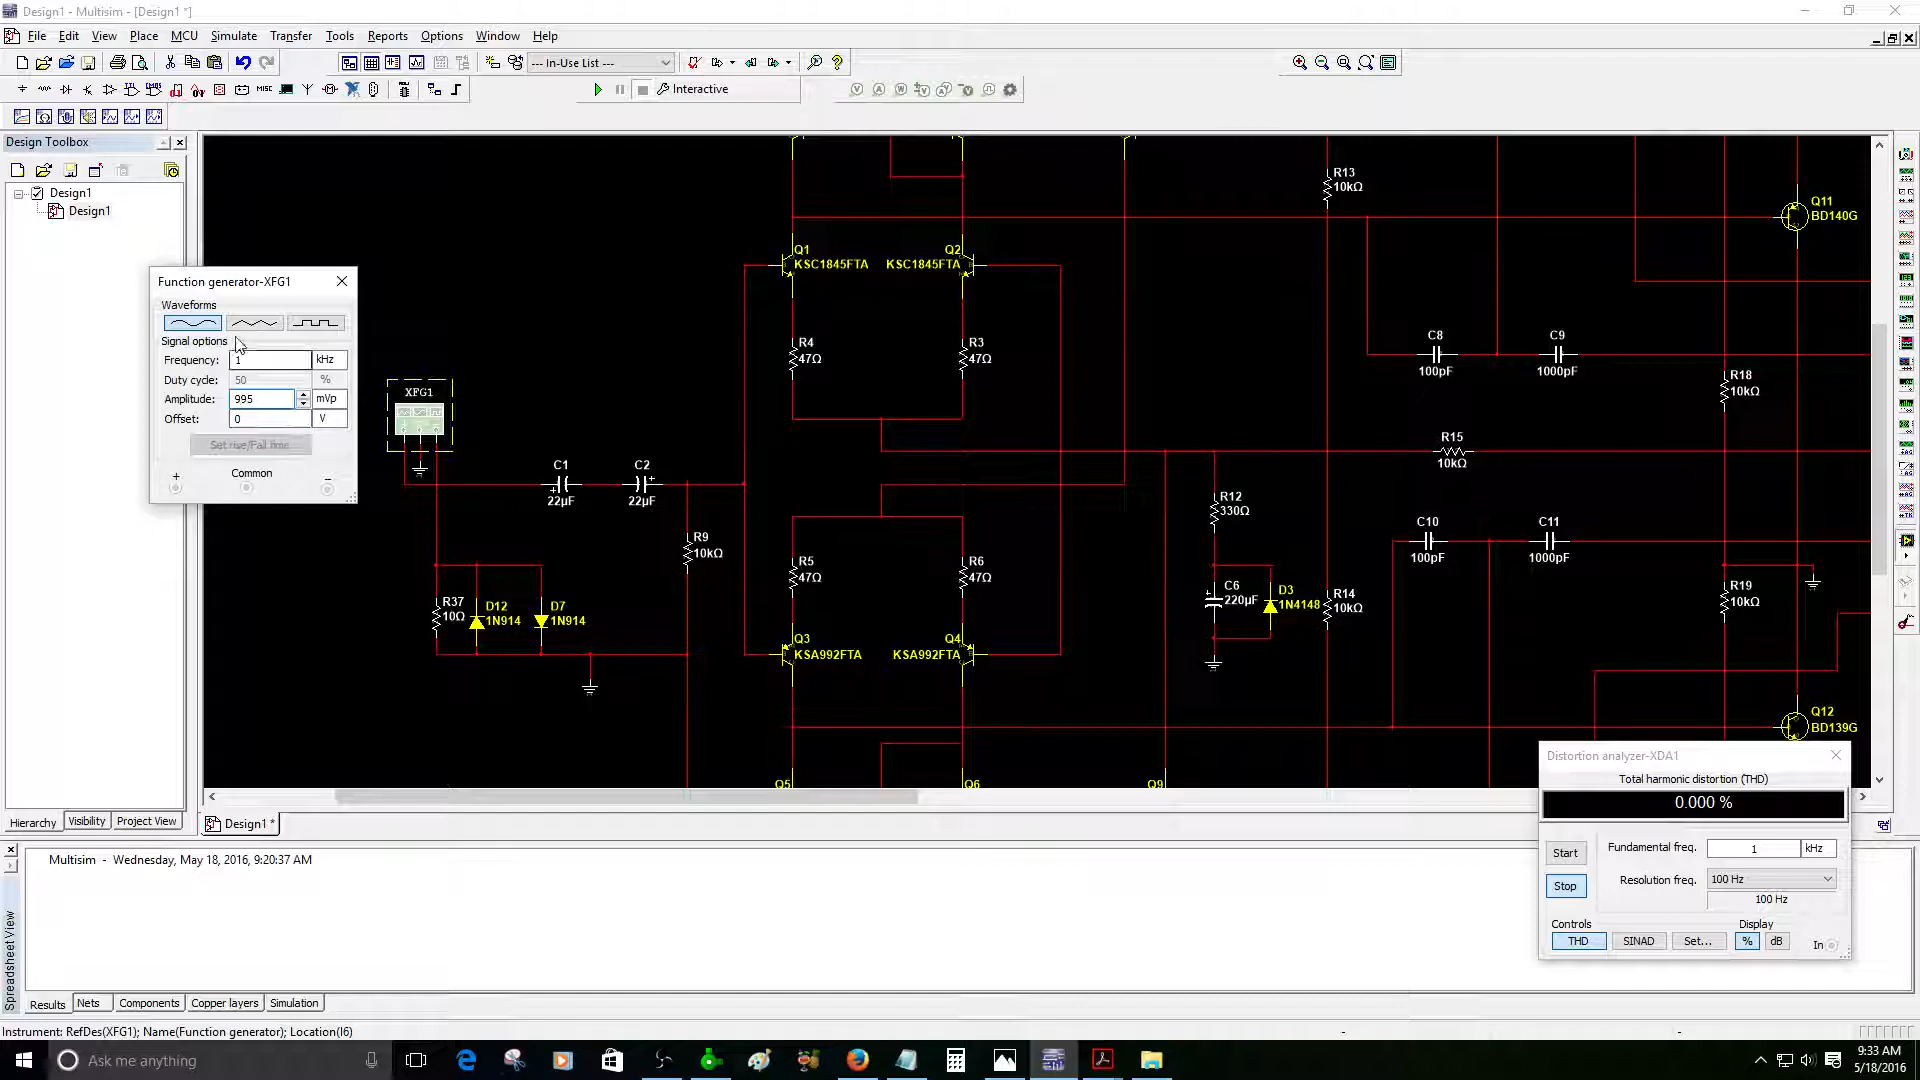 Design1 - Multisim - [Design1 *]
File Edit View Place MCU Simulate Transfer Tools Reports Options Window Help
--- In-Use List ---
MISC
Interactive
Design Toolbox
Design1
Design1
Function generator-XFG1
Waveforms
Signal options
Frequency: 1 kHz
Duty cycle: 50 %
Amplitude: 995 mVp
Offset: 0 V
Set rise/Fall time
+ Common −
XFG1
C1
22µF
C2
22µF
R9
10kΩ
R37
10Ω
D12
1N914
D7
1N914
Q1
KSC1845FTA
Q2
KSC1845FTA
R4
47Ω
R3
47Ω
R5
47Ω
R6
47Ω
Q3
KSA992FTA
Q4
KSA992FTA
Q5
Q6
Q9
R12
330Ω
C6
220µF
D3
1N4148
R13
10kΩ
R14
10kΩ
C8
100pF
C9
1000pF
R15
10kΩ
C10
100pF
C11
1000pF
R18
10kΩ
R19
10kΩ
Q11
BD140G
Q12
BD139G
Distortion analyzer-XDA1
Total harmonic distortion (THD)
0.000 %
Start
Fundamental freq. 1 kHz
Stop
Resolution freq. 100 Hz
100 Hz
Controls Display
THD SINAD Set... % dB In
Hierarchy Visibility Project View
Design1 *
Multisim - Wednesday, May 18, 2016, 9:20:37 AM
Spreadsheet View
Results Nets Components Copper layers Simulation
Instrument: RefDes(XFG1); Name(Function generator); Location(I6)
- -
Ask me anything
9:33 AM
5/18/2016